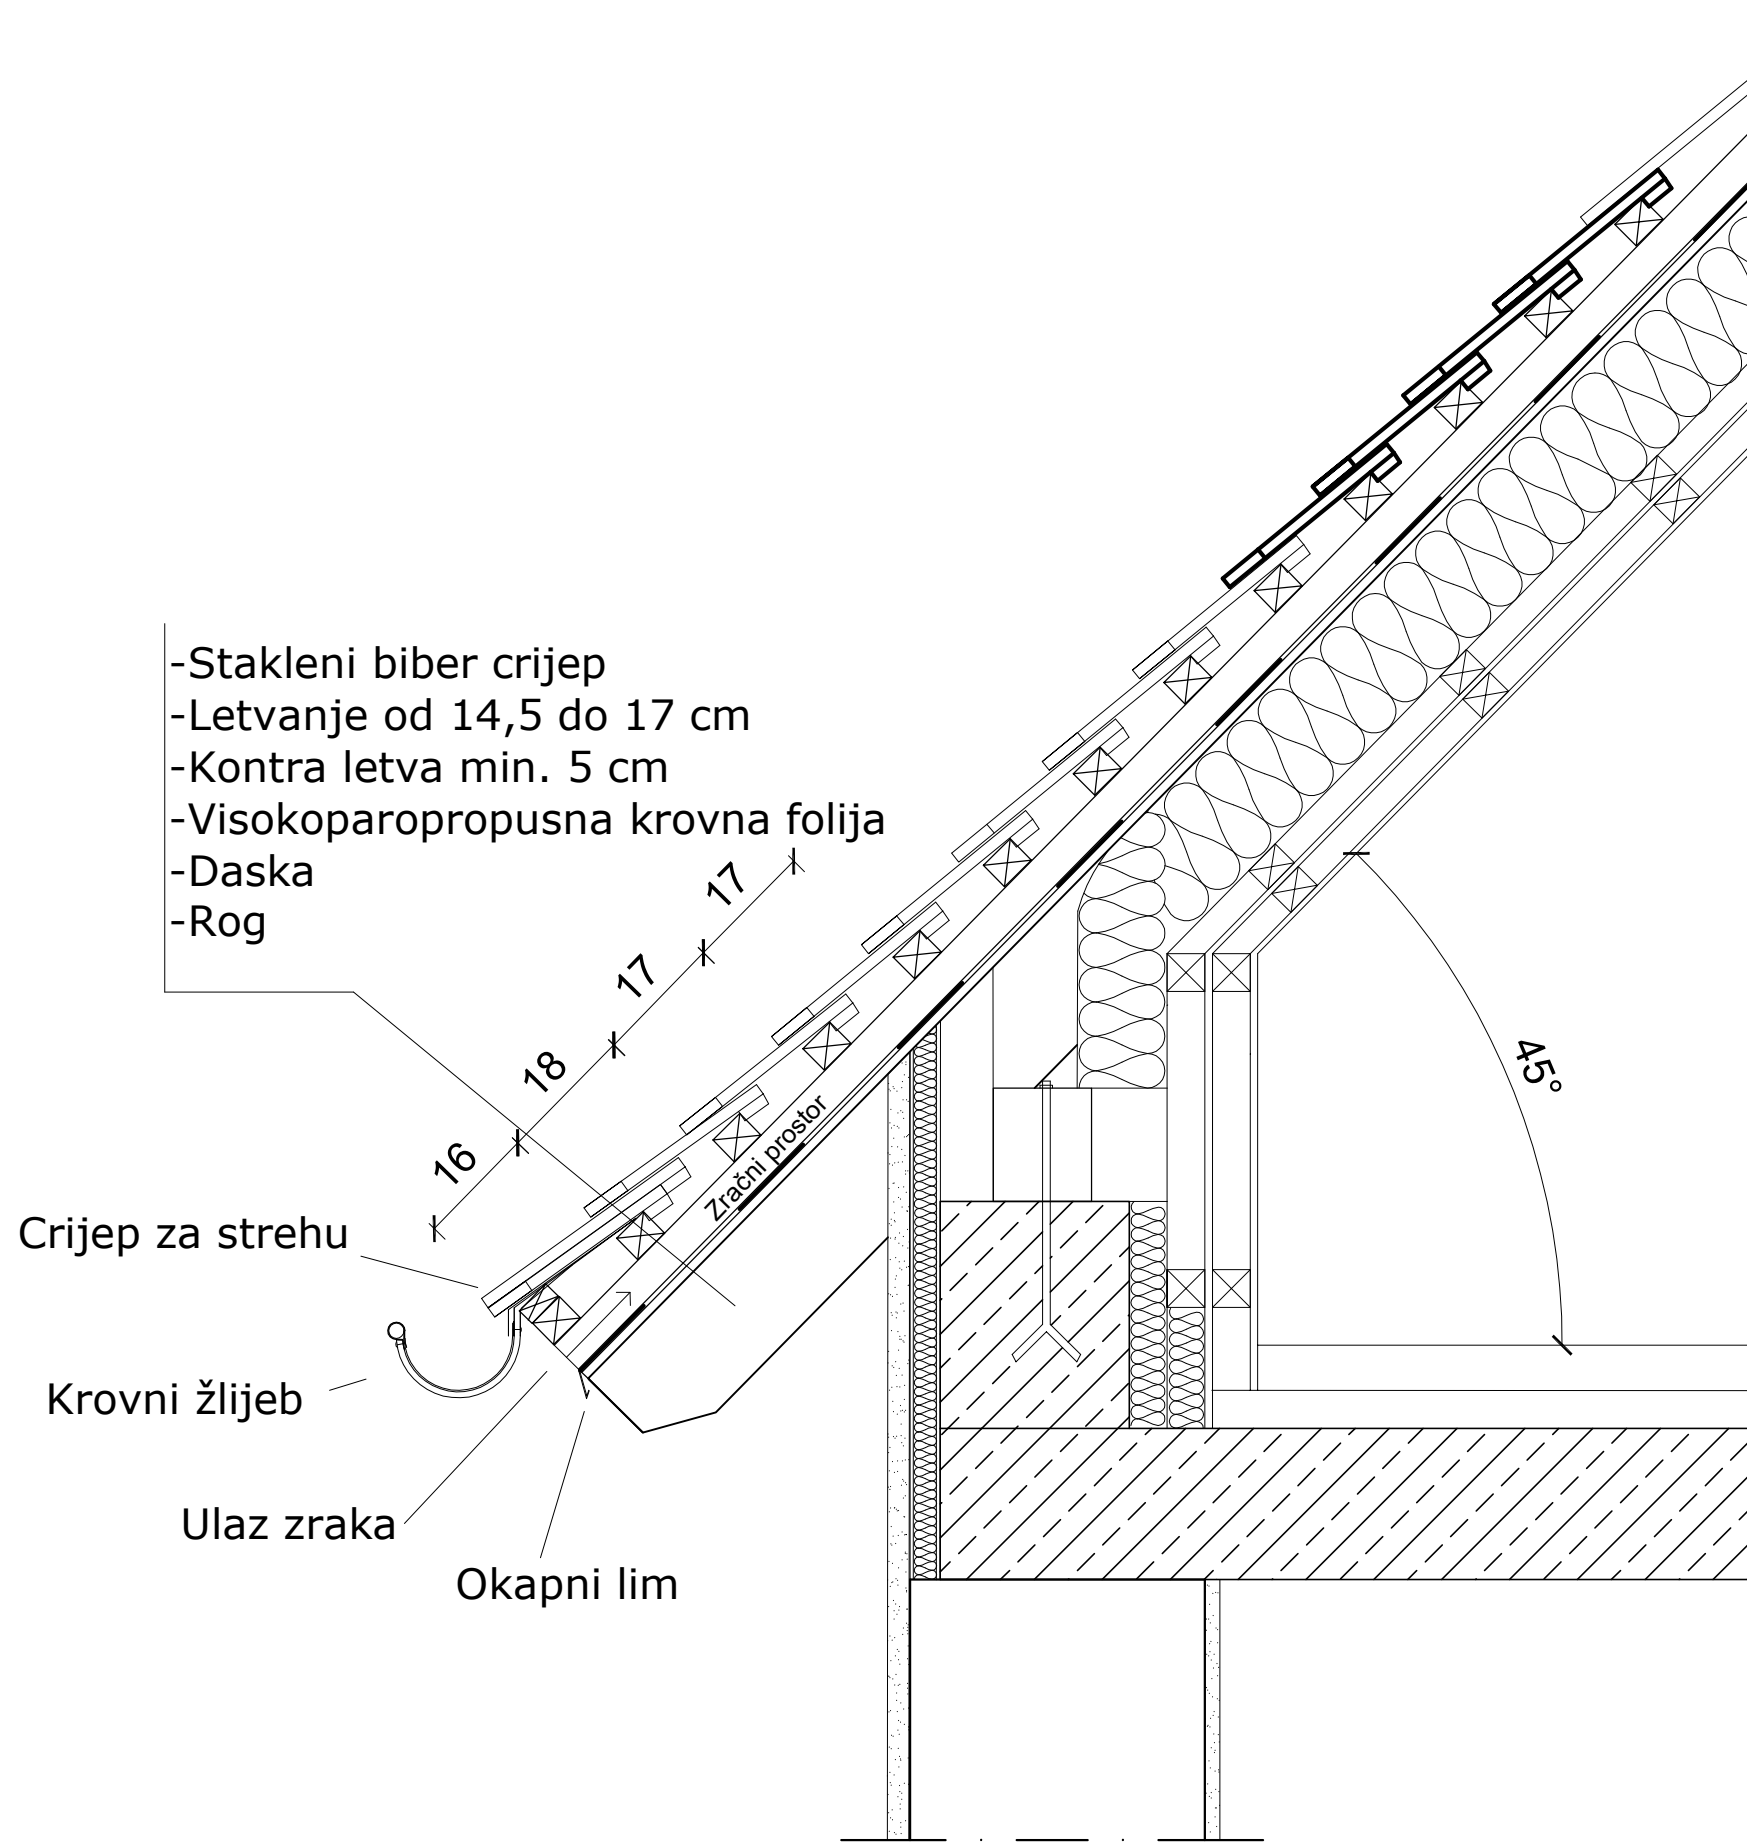 -Stakleni biber crijep
-Letvanje od 14,5 do 17 cm
-Kontra letva min. 5 cm
-Visokoparopropusna krovna folija
-Daska
-Rog
17
17
18
16
Zračni prostor
45°
Crijep za strehu
Krovni žlijeb
Ulaz zraka
Okapni lim